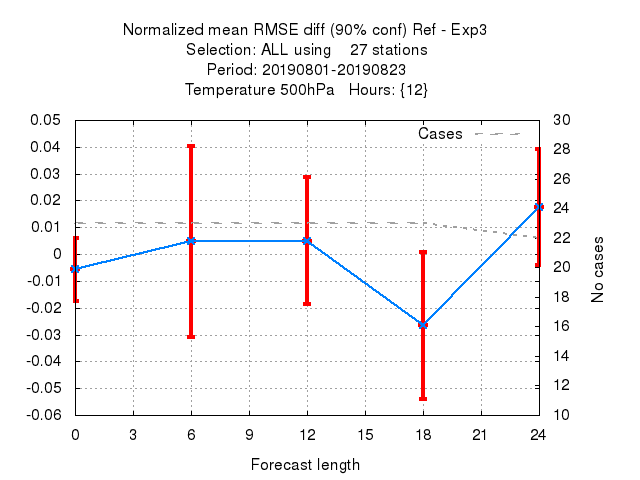 Normalized mean RMSE diff (90% conf) Ref - Exp3
Selection: ALL using    27 stations
Period: 20190801-20190823
Temperature 500hPa   Hours: {12}
Cases
0.05
0.04
0.03
0.02
0.01
0
-0.01
-0.02
-0.03
-0.04
-0.05
-0.06
30
28
26
24
22
20
18
16
14
12
10
No cases
0 3 6 9 12 15 18 21 24
Forecast length